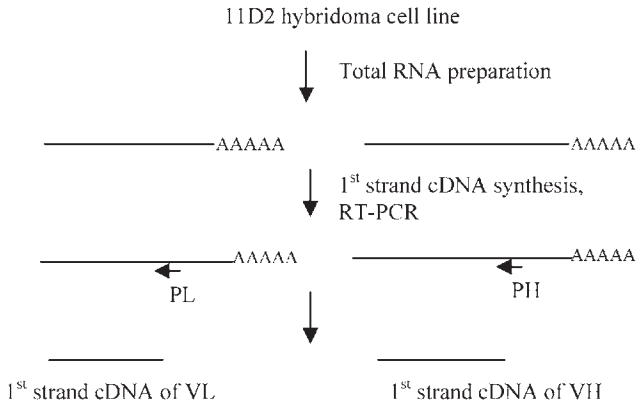 11D2 hybridoma cell line
Total RNA preparation
AAAAA AAAAA
1st strand cDNA synthesis,
RT-PCR
AAAAA AAAAA
PL PH
1st strand cDNA of VL 1st strand cDNA of VH